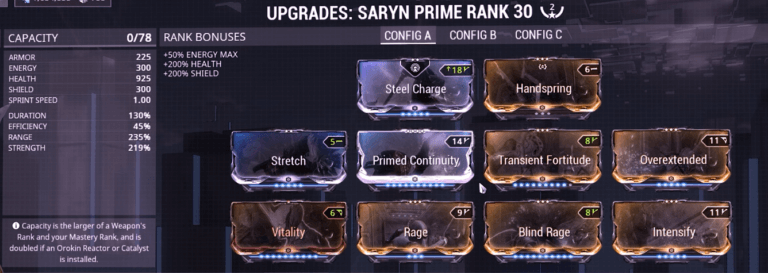 UPGRADES: SARYN PRIME RANK 30
2
CAPACITY 0/78
RANK BONUSES
CONFIG A CONFIG B CONFIG C
+50% ENERGY MAX
+200% HEALTH
+200% SHIELD
ARMOR 225
ENERGY 300
HEALTH 925
SHIELD 300
SPRINT SPEED 1.00
DURATION 130%
EFFICIENCY 45%
RANGE 235%
STRENGTH 219%
↑18
Steel Charge
6
Handspring
5
Stretch
14
Primed Continuity
8
Transient Fortitude
11
Overextended
6
Vitality
9
Rage
8
Blind Rage
11
Intensify
Capacity is the larger of a Weapon's
Rank and your Mastery Rank, and is
doubled if an Orokin Reactor or Catalyst
is installed.